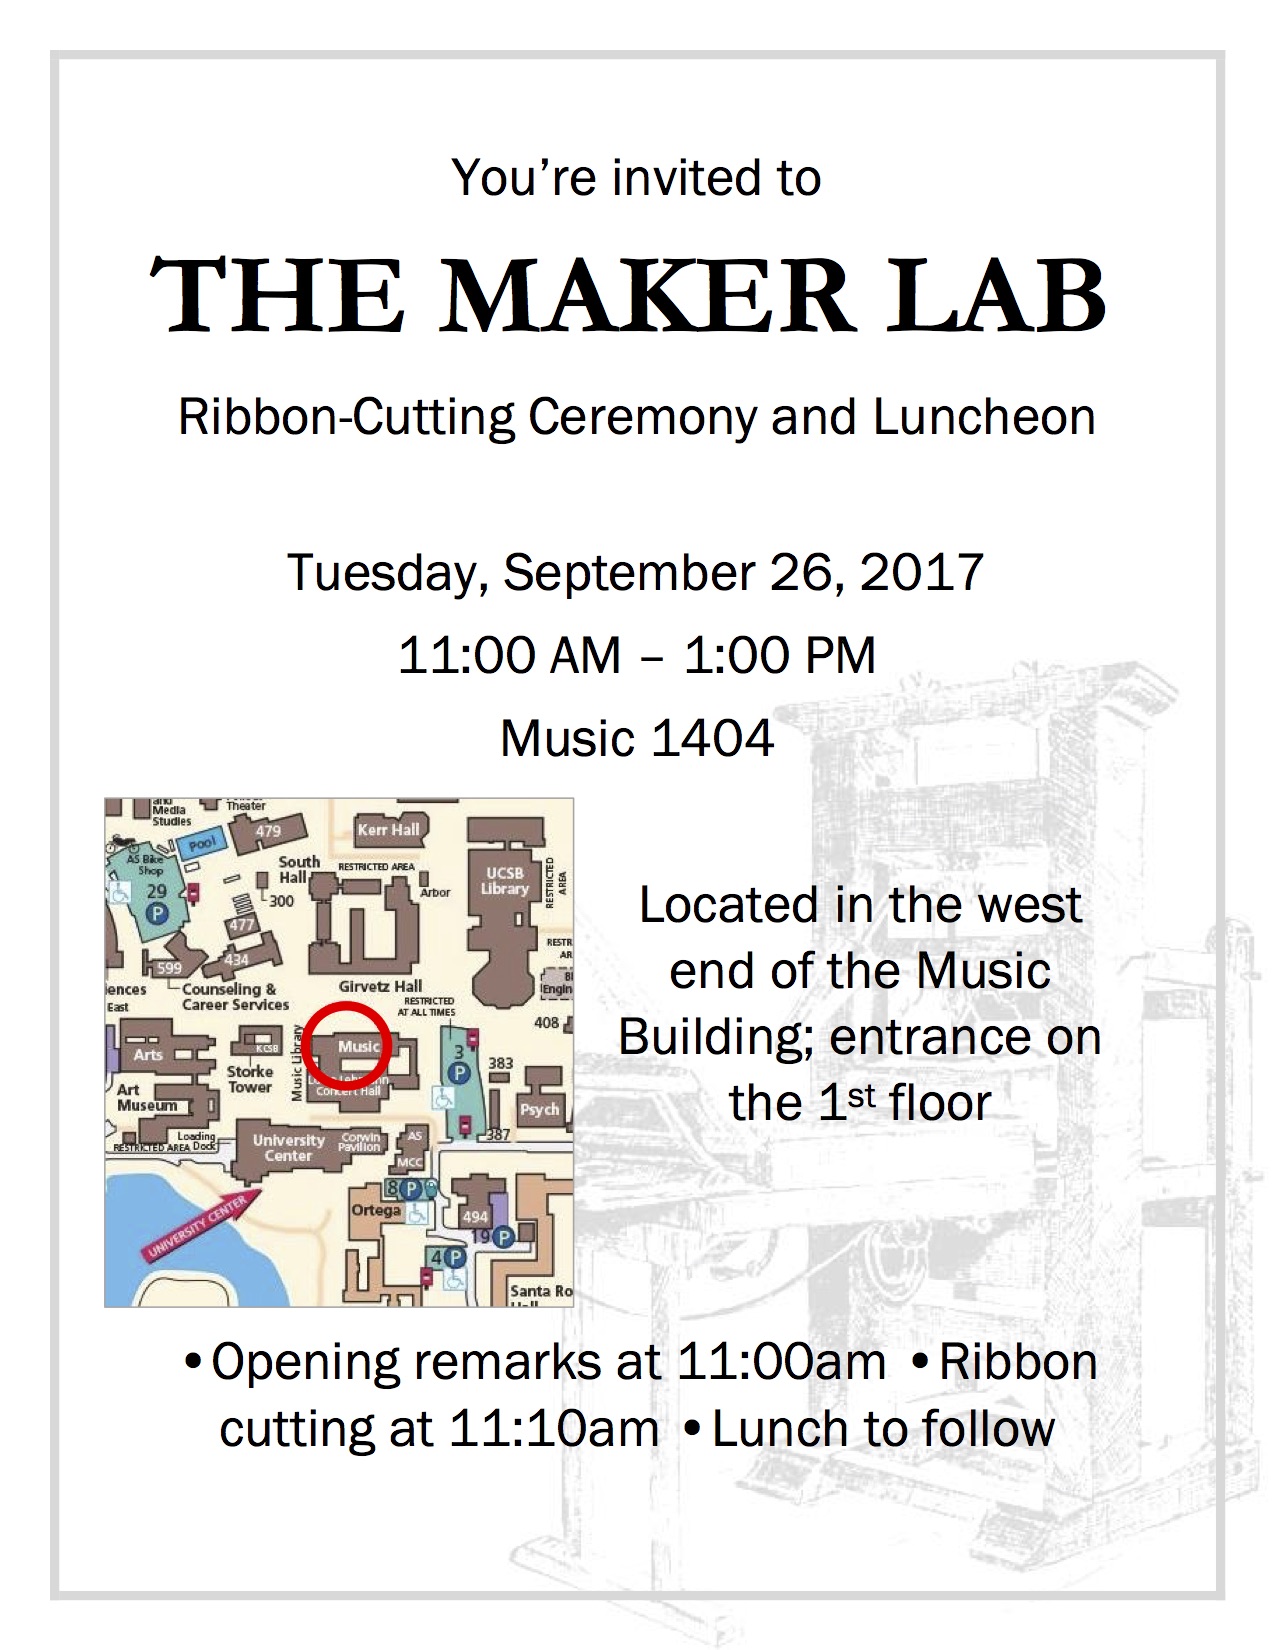 You’re invited to
THE MAKER LAB
Ribbon-Cutting Ceremony and Luncheon
Tuesday, September 26, 2017
11:00 AM – 1:00 PM
Music 1404
and
Media
Studies
Theater
479
Pool
Kerr Hall
AS Bike
Shop
29
P
South
Hall
300
RESTRICTED AREA
Arbor
UCSB
Library
RESTRICTED
AREA
477
434
599
Counseling &
Career Services
Girvetz Hall
RESTRICTED
AT ALL TIMES
RESTR
AR
Engin
408
ences
East
Arts
KCSB
Storke
Tower
Music Library
Music
Concert Hall
3
P
383
Psych
387
Art
Museum
Loading
Dock
RESTRICTED AREA
University
Center
Corwin
Pavilion
AS
MCC
8 P
Ortega
494
19 P
4 P
UNIVERSITY CENTER
Santa Ro
Located in the west
end of the Music
Building; entrance on
the 1st floor
•Opening remarks at 11:00am •Ribbon
cutting at 11:10am •Lunch to follow